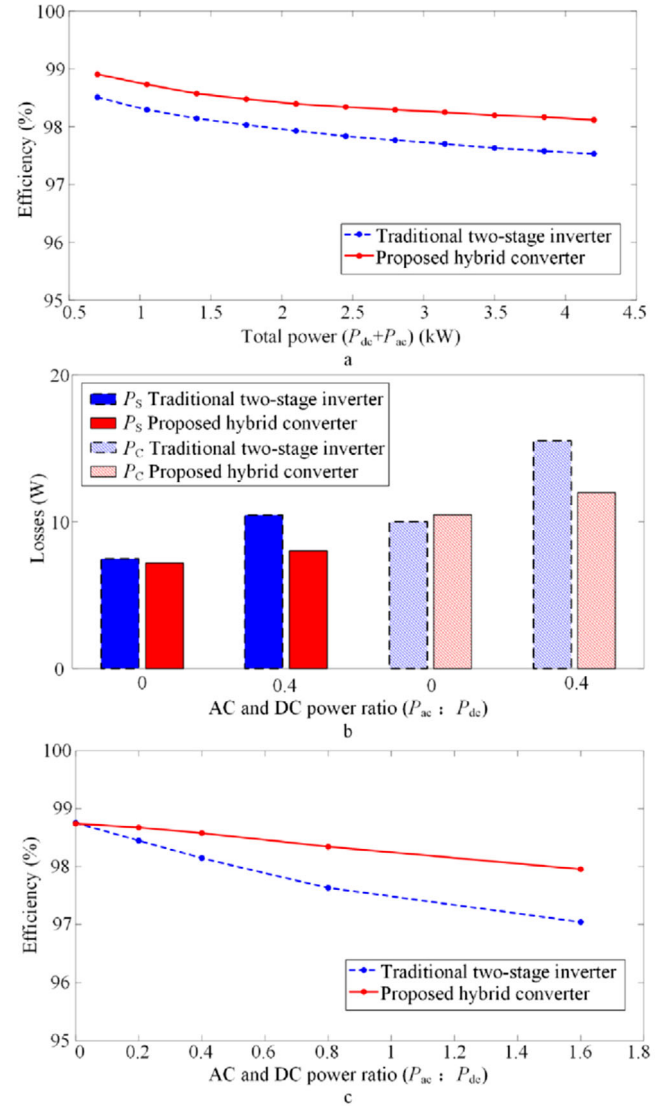 100
99
98
97
96
95
Efficiency (%)
Traditional two-stage inverter
Proposed hybrid converter
0.5 1 1.5 2 2.5 3 3.5 4 4.5
Total power (Pdc+Pac) (kW)
a
20
10
0
Losses (W)
PS Traditional two-stage inverter
PS Proposed hybrid converter
PC Traditional two-stage inverter
PC Proposed hybrid converter
0 0.4 0 0.4
AC and DC power ratio (Pac : Pdc)
b
100
99
98
97
96
95
Efficiency (%)
Traditional two-stage inverter
Proposed hybrid converter
0 0.2 0.4 0.6 0.8 1 1.2 1.4 1.6 1.8
AC and DC power ratio (Pac : Pdc)
c